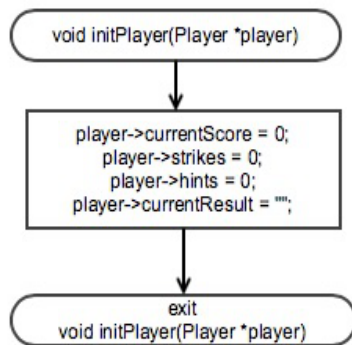 void initPlayer(Player *player)
player->currentScore = 0;
player->strikes = 0;
player->hints = 0;
player->currentResult = "";
exit
void initPlayer(Player *player)